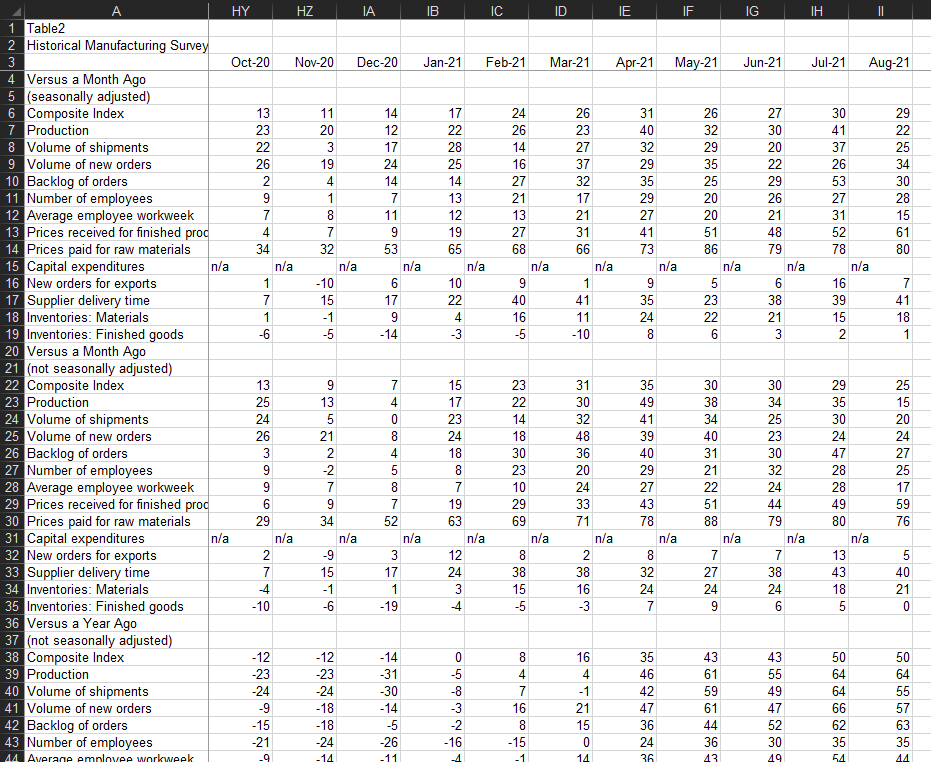 A HY HZ IA IB IC ID IE IF IG IH II
1 Table2
2 Historical Manufacturing Survey
3 Oct-20 Nov-20 Dec-20 Jan-21 Feb-21 Mar-21 Apr-21 May-21 Jun-21 Jul-21 Aug-21
4 Versus a Month Ago
5 (seasonally adjusted)
6 Composite Index 13 11 14 17 24 26 31 26 27 30 29
7 Production 23 20 12 22 26 23 40 32 30 41 22
8 Volume of shipments 22 3 17 28 14 27 32 29 20 37 25
9 Volume of new orders 26 19 24 25 16 37 29 35 22 26 34
10 Backlog of orders 2 4 14 14 27 32 35 25 29 53 30
11 Number of employees 9 1 7 13 21 17 29 20 26 27 28
12 Average employee workweek 7 8 11 12 13 21 27 20 21 31 15
13 Prices received for finished proc 4 7 9 19 27 31 41 51 48 52 61
14 Prices paid for raw materials 34 32 53 65 68 66 73 86 79 78 80
15 Capital expenditures n/a n/a n/a n/a n/a n/a n/a n/a n/a n/a n/a
16 New orders for exports 1 -10 6 10 9 1 9 5 6 16 7
17 Supplier delivery time 7 15 17 22 40 41 35 23 38 39 41
18 Inventories: Materials 1 -1 9 4 16 11 24 22 21 15 18
19 Inventories: Finished goods -6 -5 -14 -3 -5 -10 8 6 3 2 1
20 Versus a Month Ago
21 (not seasonally adjusted)
22 Composite Index 13 9 7 15 23 31 35 30 30 29 25
23 Production 25 13 4 17 22 30 49 38 34 35 15
24 Volume of shipments 24 5 0 23 14 32 41 34 25 30 20
25 Volume of new orders 26 21 8 24 18 48 39 40 23 24 24
26 Backlog of orders 3 2 4 18 30 36 40 31 30 47 27
27 Number of employees 9 -2 5 8 23 20 29 21 32 28 25
28 Average employee workweek 9 7 8 7 10 24 27 22 24 28 17
29 Prices received for finished proc 6 9 7 19 29 33 43 51 44 49 59
30 Prices paid for raw materials 29 34 52 63 69 71 78 88 79 80 76
31 Capital expenditures n/a n/a n/a n/a n/a n/a n/a n/a n/a n/a n/a
32 New orders for exports 2 -9 3 12 8 2 8 7 7 13 5
33 Supplier delivery time 7 15 17 24 38 38 32 27 38 43 40
34 Inventories: Materials -4 -1 1 3 15 16 24 24 24 18 21
35 Inventories: Finished goods -10 -6 -19 -4 -5 -3 7 9 6 5 0
36 Versus a Year Ago
37 (not seasonally adjusted)
38 Composite Index -12 -12 -14 0 8 16 35 43 43 50 50
39 Production -23 -23 -31 -5 4 4 46 61 55 64 64
40 Volume of shipments -24 -24 -30 -8 7 -1 42 59 49 64 55
41 Volume of new orders -9 -18 -14 -3 16 21 47 61 47 66 57
42 Backlog of orders -15 -18 -5 -2 8 15 36 44 52 62 63
43 Number of employees -21 -24 -26 -16 -15 0 24 36 30 35 35
44 Average employee workweek -9 -14 -11 -4 -1 14 36 43 49 54 44